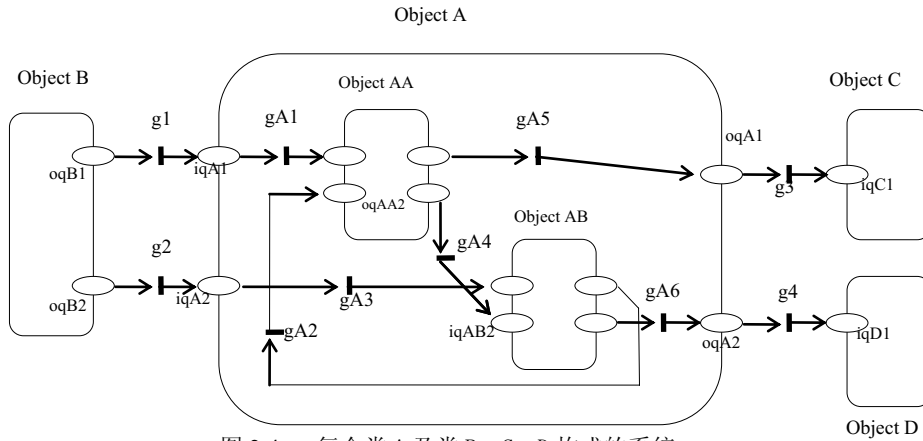 Object A
Object B
Object AA
Object C
g1
gA1
gA5
oqA1
oqB1
iqA1
oqAA2
g3
iqC1
Object AB
g2
gA4
gA3
gA6
g4
oqB2
iqA2
gA2
iqAB2
oqA2
iqD1
Object D